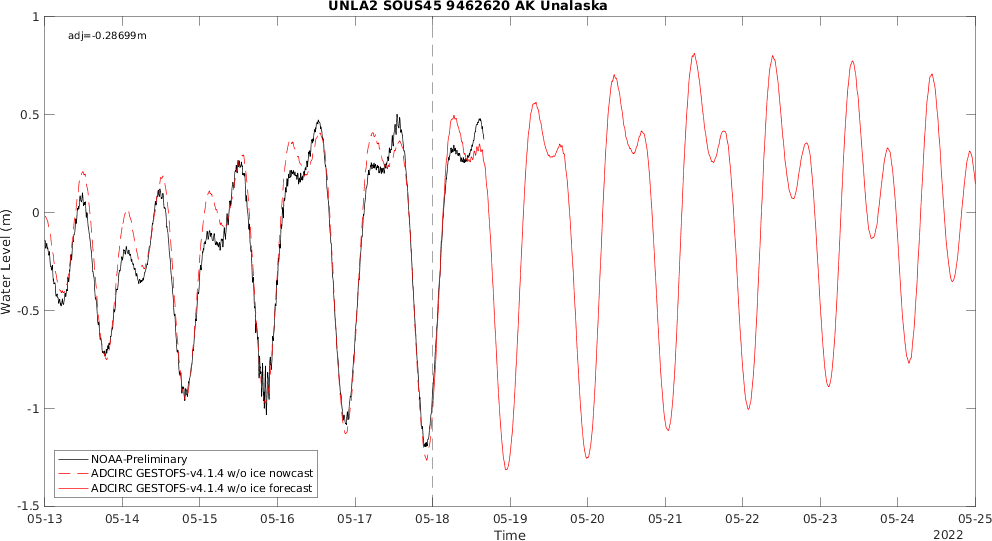 UNLA2 SOUS45 9462620 AK Unalaska
adj=-0.28699m
1
0.5
0
-0.5
-1
-1.5
Water Level (m)
NOAA-Preliminary
ADCIRC GESTOFS-v4.1.4 w/o ice nowcast
ADCIRC GESTOFS-v4.1.4 w/o ice forecast
05-13 05-14 05-15 05-16 05-17 05-18 05-19 05-20 05-21 05-22 05-23 05-24 05-25
Time
2022